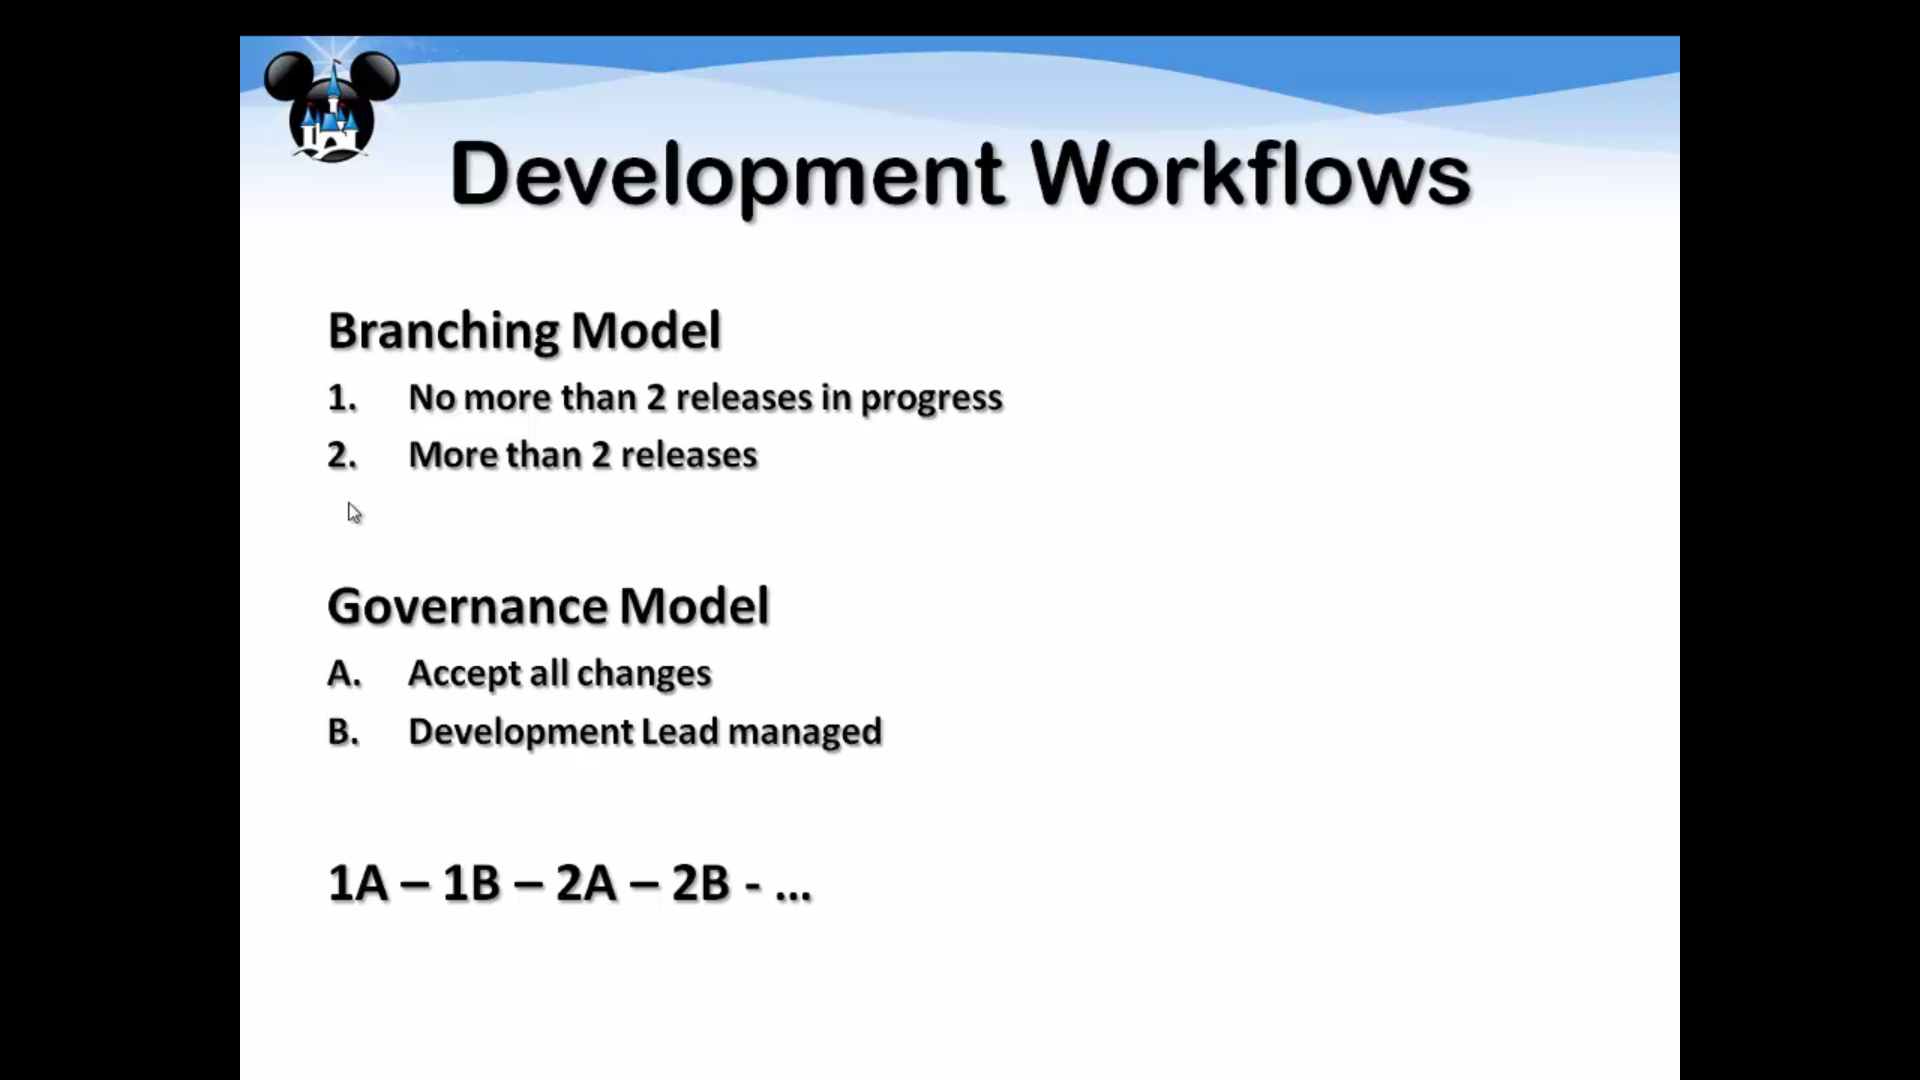 Development Workflows
Branching Model
1. No more than 2 releases in progress
2. More than 2 releases
Governance Model
A. Accept all changes
B. Development Lead managed
1A – 1B – 2A – 2B - ...